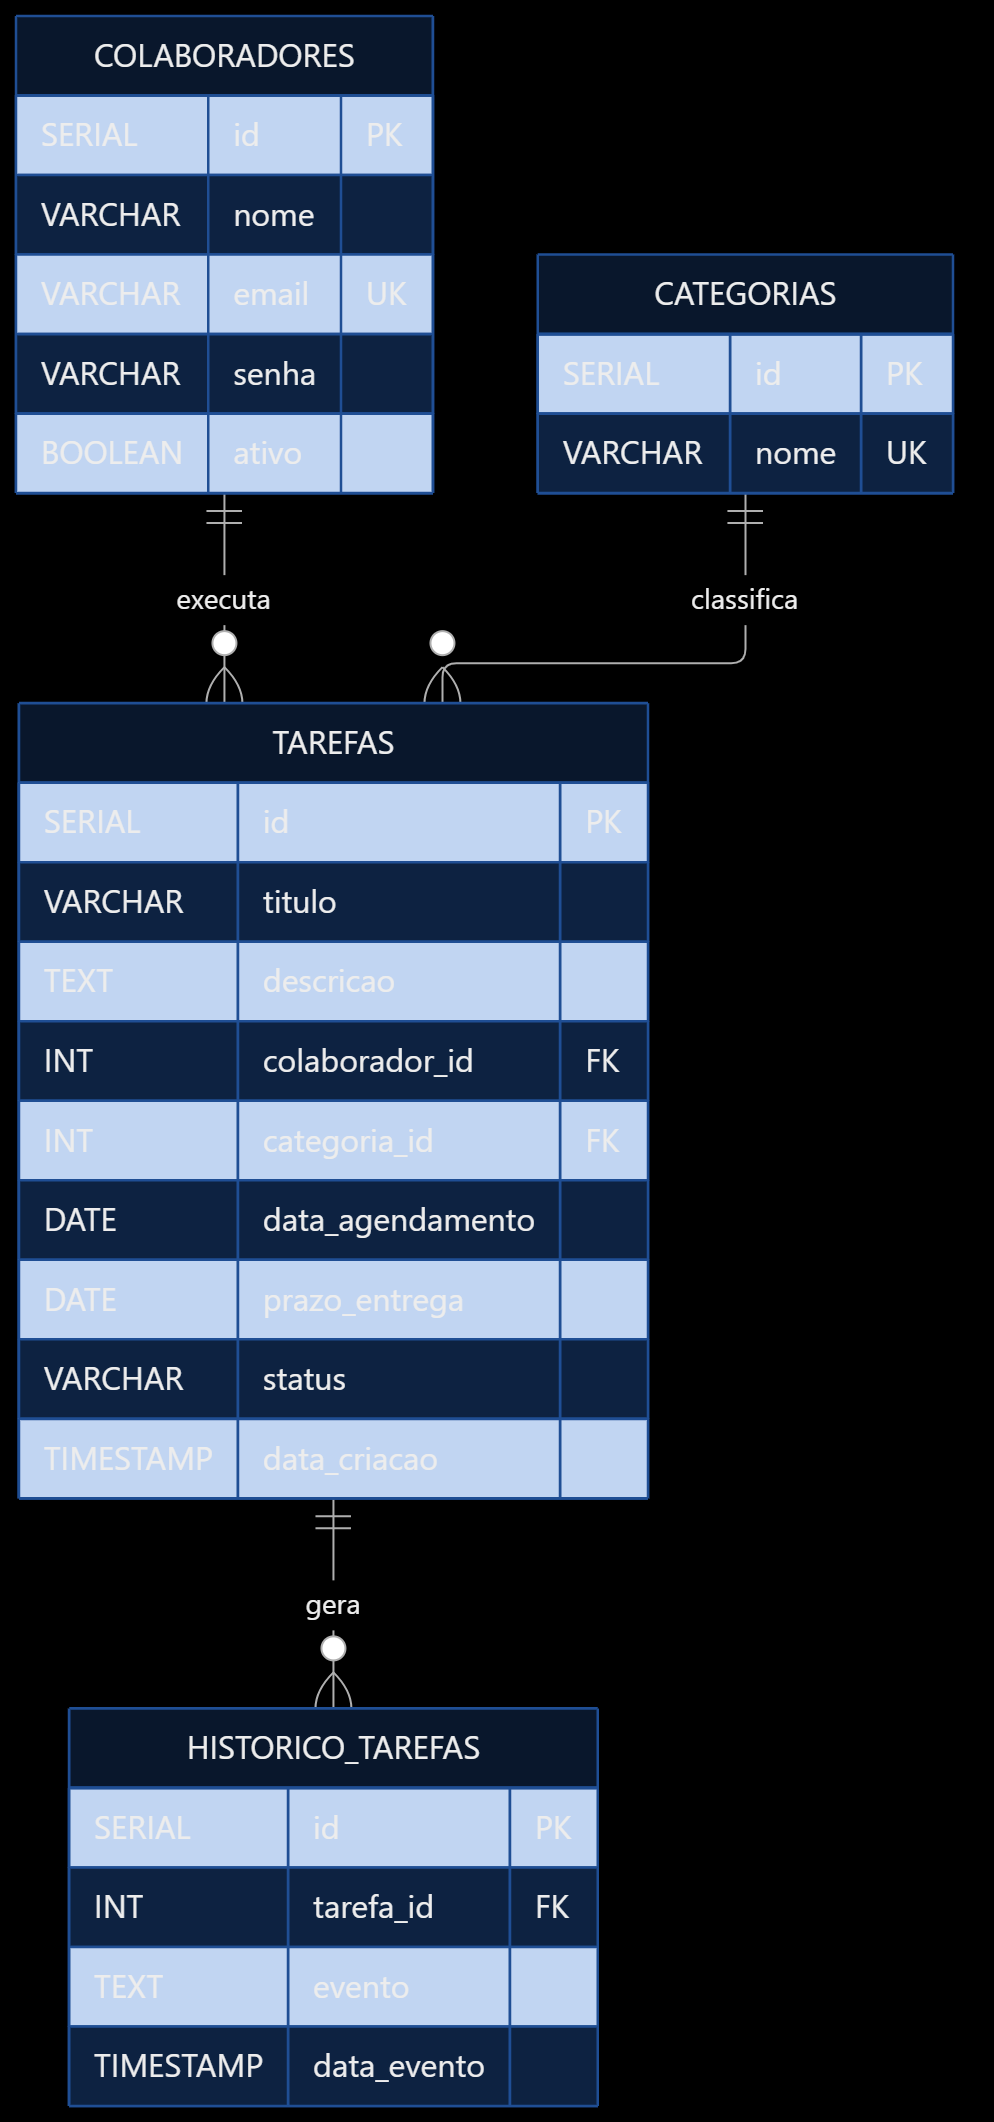 COLABORADORES
SERIAL id PK
VARCHAR nome
VARCHAR email UK
VARCHAR senha
BOOLEAN ativo
CATEGORIAS
SERIAL id PK
VARCHAR nome UK
executa
classifica
TAREFAS
SERIAL id PK
VARCHAR titulo
TEXT descricao
INT colaborador_id FK
INT categoria_id FK
DATE data_agendamento
DATE prazo_entrega
VARCHAR status
TIMESTAMP data_criacao
gera
HISTORICO_TAREFAS
SERIAL id PK
INT tarefa_id FK
TEXT evento
TIMESTAMP data_evento